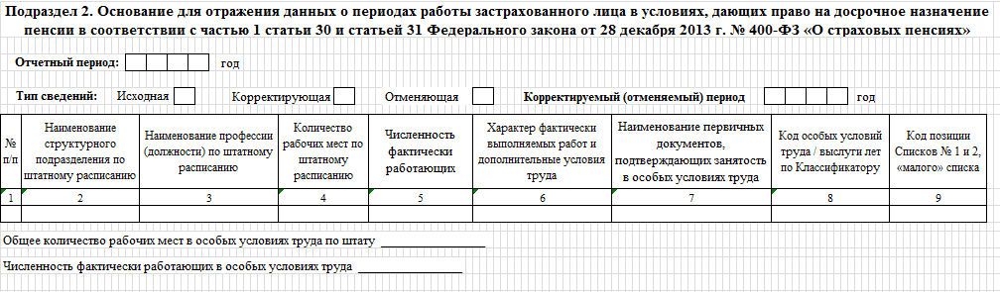 Подраздел 2. Основание для отражения данных о периодах работы застрахованного лица в условиях, дающих право на досрочное назначение
пенсии в соответствии с частью 1 статьи 30 и статьей 31 Федерального закона от 28 декабря 2013 г. № 400-ФЗ «О страховых пенсиях»
Отчетный период: год
Тип сведений: Исходная Корректирующая Отменяющая Корректируемый (отменяемый) период год
№
п/п
Наименование
структурного
подразделения по
штатному расписанию
Наименование профессии
(должности) по штатному
расписанию
Количество
рабочих мест по
штатному
расписанию
Численность
фактически
работающих
Характер фактически
выполняемых работ и
дополнительные условия
труда
Наименование первичных
документов,
подтверждающих занятость
в особых условиях труда
Код особых условий
труда / выслуги лет
по Классификатору
Код позиции
Списков № 1 и 2,
«малого» списка
1 2 3 4 5 6 7 8 9
Общее количество рабочих мест в особых условиях труда по штату
Численность фактически работающих в особых условиях труда